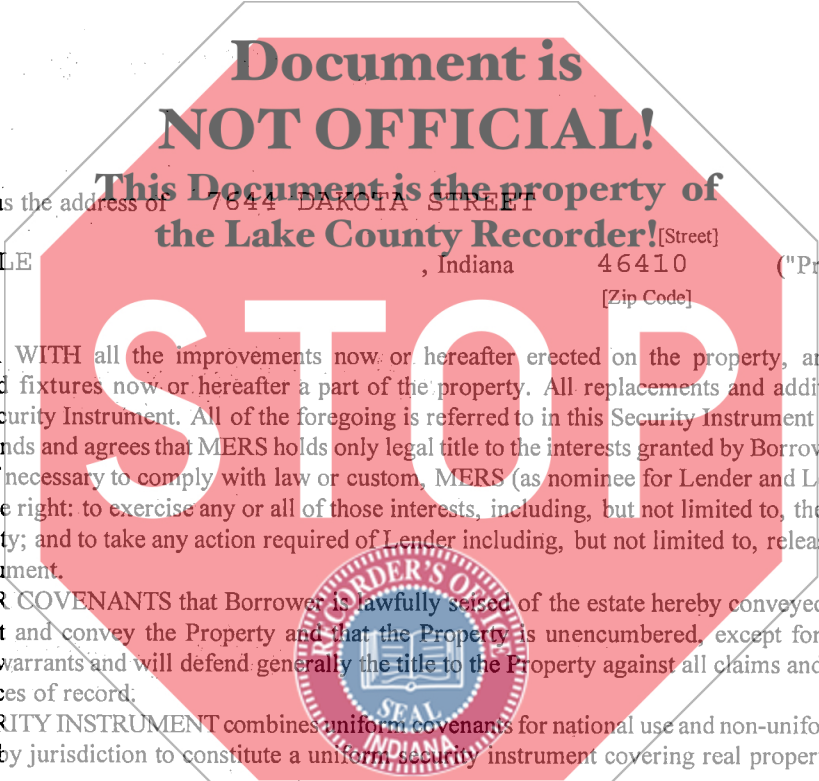 Document is
NOT OFFICIAL!
This Document is the property of
s the address of 7644 DAKOTA STREET
the Lake County Recorder! [Street]
LE , Indiana 46410 ("Pr
[Zip Code]
STOP
WITH all the improvements now or hereafter erected on the property, an
d fixtures now or hereafter a part of the property. All replacements and addi
curity Instrument. All of the foregoing is referred to in this Security Instrument
nds and agrees that MERS holds only legal title to the interests granted by Borrow
necessary to comply with law or custom, MERS (as nominee for Lender and L
e right: to exercise any or all of those interests, including, but not limited to, the
ty; and to take any action required of Lender including, but not limited to, relea
ment.
R COVENANTS that Borrower is lawfully seised of the estate hereby conveyed
t and convey the Property and that the Property is unencumbered, except for
warrants and will defend generally the title to the Property against all claims and
ces of record.
RITY INSTRUMENT combines uniform covenants for national use and non-unifo
by jurisdiction to constitute a uniform security instrument covering real proper
RECORDER'S OFFICE
SEAL
INDIANA